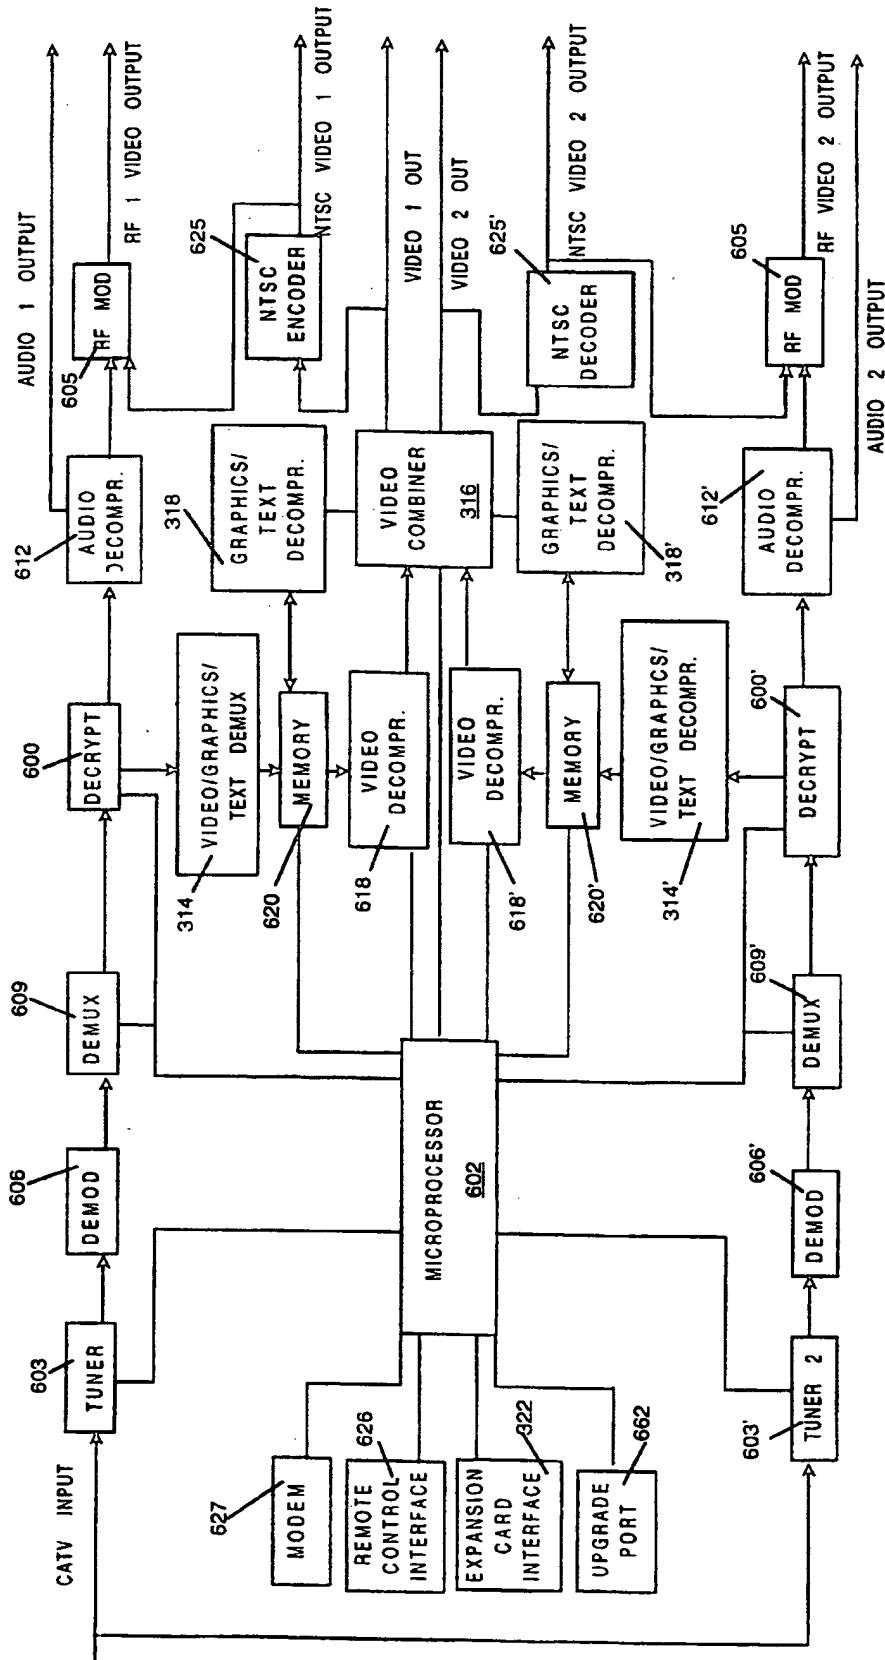 CATV INPUT
603
TUNER
606
DEMOD
609
DEMUX
600
DECRYPT
612
AUDIO
DECOMPR.
605
RF MOD
AUDIO 1 OUTPUT
RF 1 VIDEO OUTPUT
314
VIDEO/GRAPHICS/
TEXT DEMUX
318
GRAPHICS/
TEXT
DECOMPR.
625
NTSC
ENCODER
NTSC VIDEO 1 OUTPUT
627
MODEM
620
MEMORY
626
REMOTE
CONTROL
INTERFACE
MICROPROCESSOR
602
618
VIDEO
DECOMPR.
VIDEO
COMBINER
316
VIDEO 1 OUT
VIDEO 2 OUT
322
EXPANSION
CARD
INTERFACE
618'
VIDEO
DECOMPR.
625'
NTSC
DECODER
NTSC VIDEO 2 OUTPUT
662
UPGRADE
PORT
620'
MEMORY
318'
GRAPHICS/
TEXT
DECOMPR.
314'
VIDEO/GRAPHCS/
TEXT DECOMPR.
603'
TUNER 2
606'
DEMOD
609'
DEMUX
600'
DECRYPT
612'
AUDIO
DECOMPR.
605
RF MOD
RF VIDEO 2 OUTPUT
AUDIO 2 OUTPUT